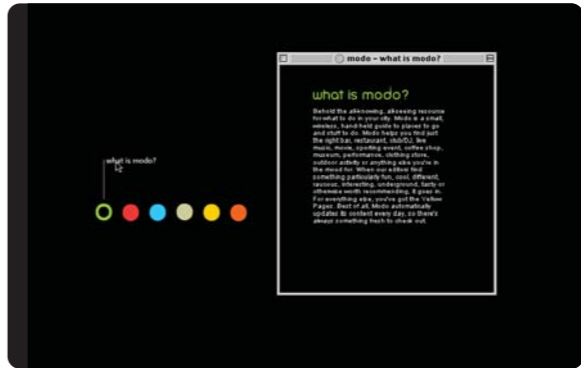 modo - what is modo?
what is modo?
Behold the all-knowing, all-seeing resource
for what to do in your city. Modo is a small,
wireless, hand-held guide to places to go
and stuff to do. Modo helps you find just
the right bar, restaurant, club/DJ, live
music, movie, sporting event, coffee shop,
museum, performance, clothing store,
outdoor activity or anything else you're in
the mood for. When our editors find
something particularly fun, cool, different,
raucous, interesting, underground, tasty or
otherwise worth recommending, it goes in.
For everything else, you've got the Yellow
Pages. Best of all, Modo automatically
updates its content every day, so there's
always something fresh to check out.
what is modo?